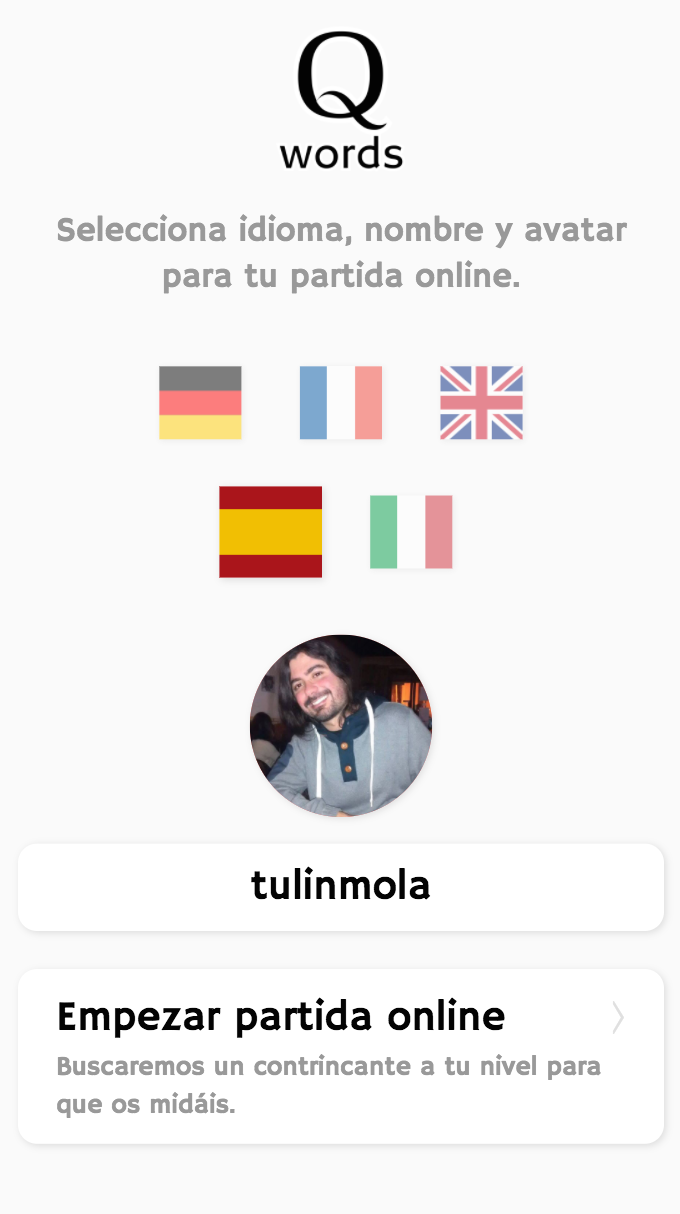 Q
words
Selecciona idioma, nombre y avatar
para tu partida online.
tulinmola
Empezar partida online
Buscaremos un contrincante a tu nivel para
que os midáis.